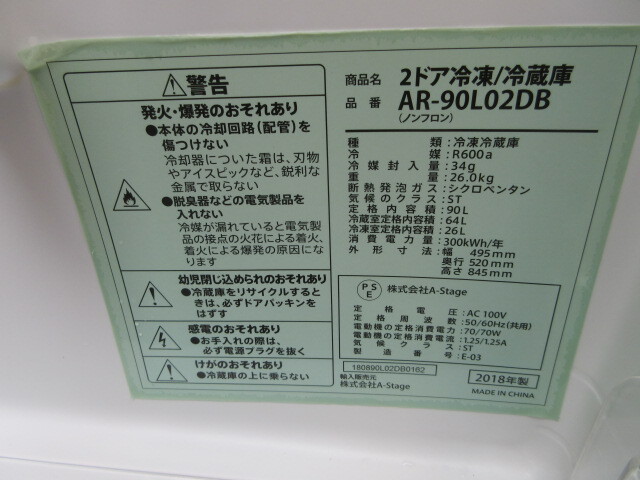 警告
発火・爆発のおそれあり
●本体の冷却回路(配管)を
傷つけない
冷却器についた霜は、刃物
やアイスピックなど、鋭利な
金属で取らない
●脱臭器などの電気製品を
入れない
冷媒が漏れていると電気製
品の接点の火花による着火、
着火による爆発の原因に
なります
幼児閉じ込められのおそれあり
●冷蔵庫をリサイクルすると
きは、必ずドアパッキンを
はずす
感電のおそれあり
●お手入れの際は、
必ず電源プラグを抜く
けがのおそれあり
●冷蔵庫の上に乗らない
商品名 2ドア冷凍/冷蔵庫
品番 AR-90L02DB
(ノンフロン)
種類:冷凍冷蔵庫
冷媒:R600a
冷媒封入量:34g
重量:26.0kg
断熱発泡ガス:シクロペンタン
気候のクラス:ST
定格内容積:90L
冷蔵室定格内容積:64L
冷凍室定格内容積:26L
消費電力量:300kWh/年
外形寸法:幅 495mm
奥行 520mm
高さ 845mm
PSE 株式会社A-Stage
定格電圧:AC 100V
定格周波数:50/60Hz(共用)
電動機の定格消費電力:70/70W
電動機の定格消費電流:1.25/1.25A
気候クラス:ST
製造番号:E-03
180890L02DB0162
輸入販売元
株式会社A-Stage
2018年製
MADE IN CHINA